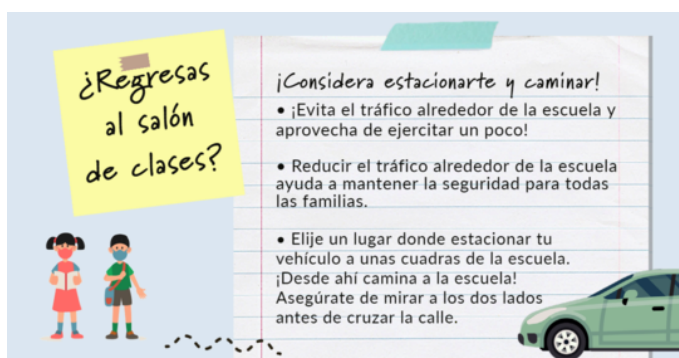 ¿Regresas
al salón
de clases?
¡Considera estacionarte y caminar!
• ¡Evita el tráfico alrededor de la escuela y
aprovecha de ejercitar un poco!
• Reducir el tráfico alrededor de la escuela
ayuda a mantener la seguridad para todas
las familias.
• Elije un lugar donde estacionar tu
vehículo a unas cuadras de la escuela.
¡Desde ahí camina a la escuela!
Asegúrate de mirar a los dos lados
antes de cruzar la calle.